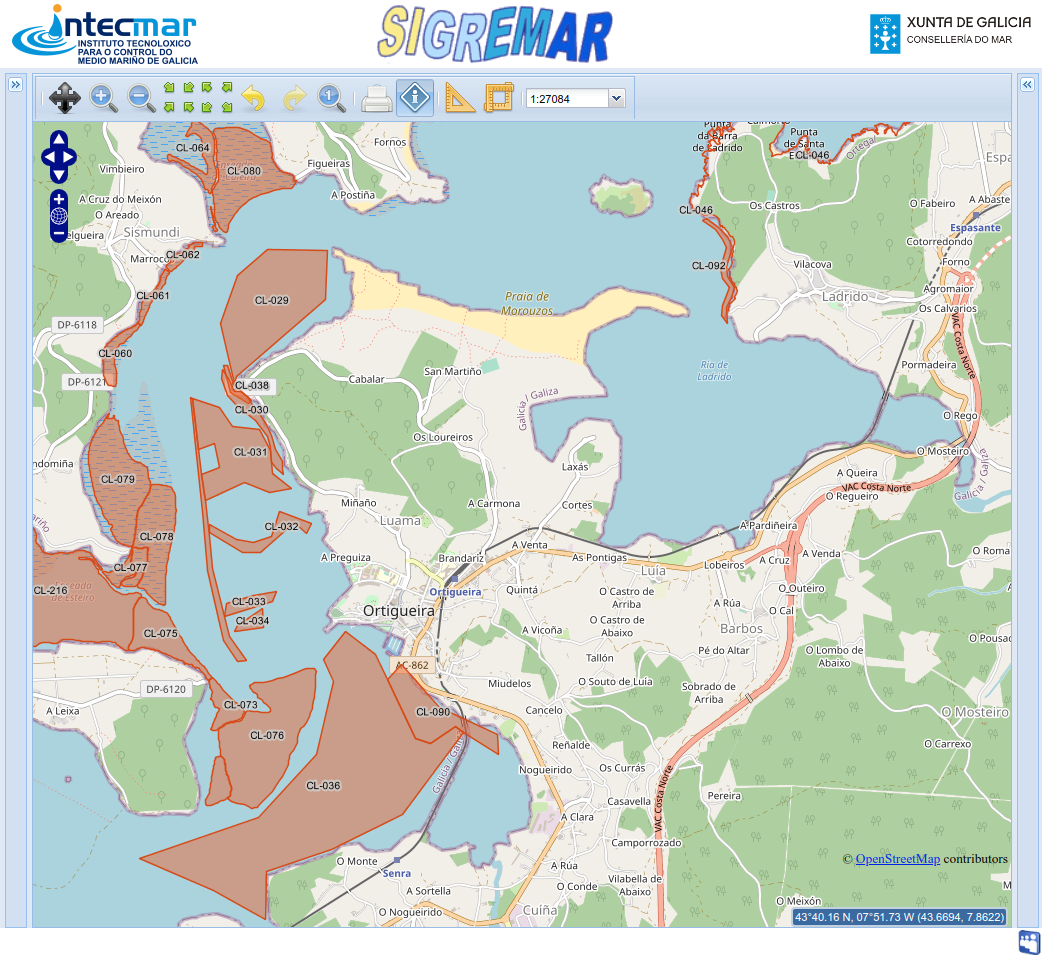 intecmar
INSTITUTO TECNOLÓXICO
PARA O CONTROL DO
MEDIO MARIÑO DE GALICIA
SIGREMAR
XUNTA DE GALICIA
CONSELLERÍA DO MAR
1
1:27084
Punta
da Barra
de Ladrido
Punta
de Santa
CL-046
Ortega
CL-064
Fornos
CL-080
Figueiras
Vimbieiro
A Postiña
A Cruz do Meixón
O Areado
Sismundi
elgueira
Marroco
CL-062
CL-046
Os Castros
O Fabeiro
A Abaste
Espa
Espasante
Cotorredondo
Forno
CL-092
Vilacova
Ladrido
Agromaior
Os Calvarios
CL-061
CL-029
Praia de
Morouzos
DP-6118
VAC Costa Norte
CL-060
Ría de
Ladrido
Pormadeira
DP-6121
CL-038
Cabalar
San Martiño
Galicia / Galiza
CL-030
O Rego
Os Loureiros
CL-031
O Mosteiro
ndomiña
Laxás
A Queira
CL-079
VAC Costa Norte
O Regueiro
Galicia / Galiza
Miñaño
A Carmona
Cortes
Luama
CL-032
A Pardiñeira
CL-078
A Preguiza
Brandariz
A Venta
As Pontigas
Luía
Lobeiros
A Cruz
A Venda
O Roma
CL-077
CL-216
de Esteiro
Ortigueira
Quintá
O Castro de
Arriba
O Outeiro
CL-033
Ortigueira
A Rúa
O Cal
CL-034
O Castro de
Abaixo
A Vicoña
Barbos
CL-075
O Pousad
Tallón
Pé do Altar
O Lombo de
Abaixo
AC-862
DP-6120
Miudelos
O Souto de Luía
Sobrado de
Arriba
CL-073
A Leixa
CL-090
Cancelo
O Mosteiro
CL-076
Reñalde
O Carrexo
Galicia / Galiza
Nogueirido
Os Currás
CL-036
VAC Costa Norte
Pereira
Casavella
A Clara
Camporrozado
O Monte
Senra
A Rúa
© OpenStreetMap contributors
O Conde
Vilabella de
Abaixo
A Sortella
O Nogueirido
Cuíña
O Meixón
43°40.16 N, 07°51.73 W (43.6694, 7.8622)